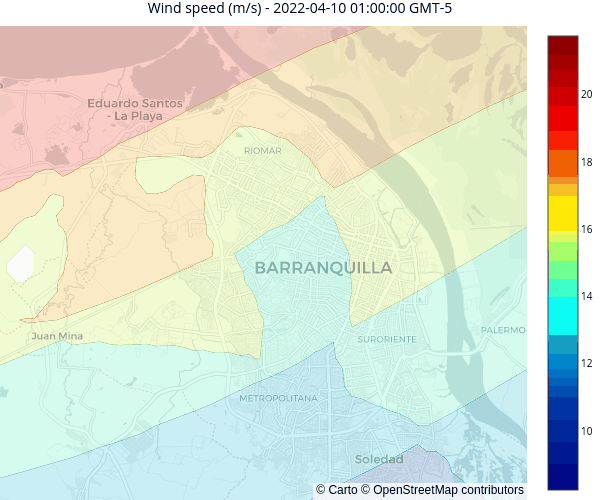 Wind speed (m/s) - 2022-04-10 01:00:00 GMT-5
Eduardo Santos
- La Playa
RIOMAR
BARRANQUILLA
Juan Mina
SURORIENTE
PALERMO
METROPOLITANA
Soledad
© Carto © OpenStreetMap contributors
20
18
16
14
12
10